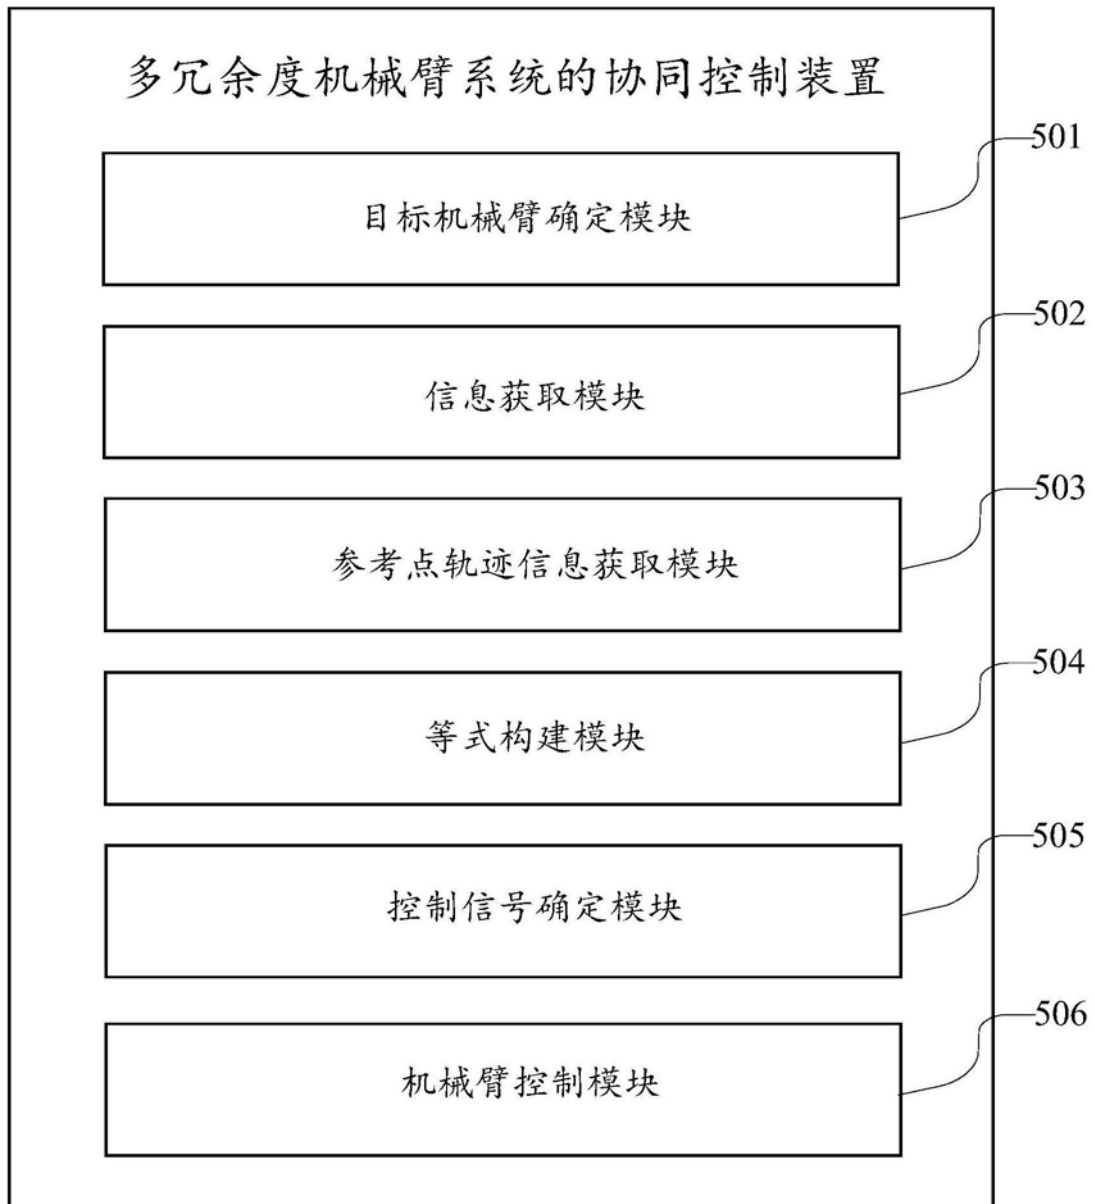 多冗余度机械臂系统的协同控制装置
501
目标机械臂确定模块
502
信息获取模块
503
参考点轨迹信息获取模块
504
等式构建模块
505
控制信号确定模块
506
机械臂控制模块